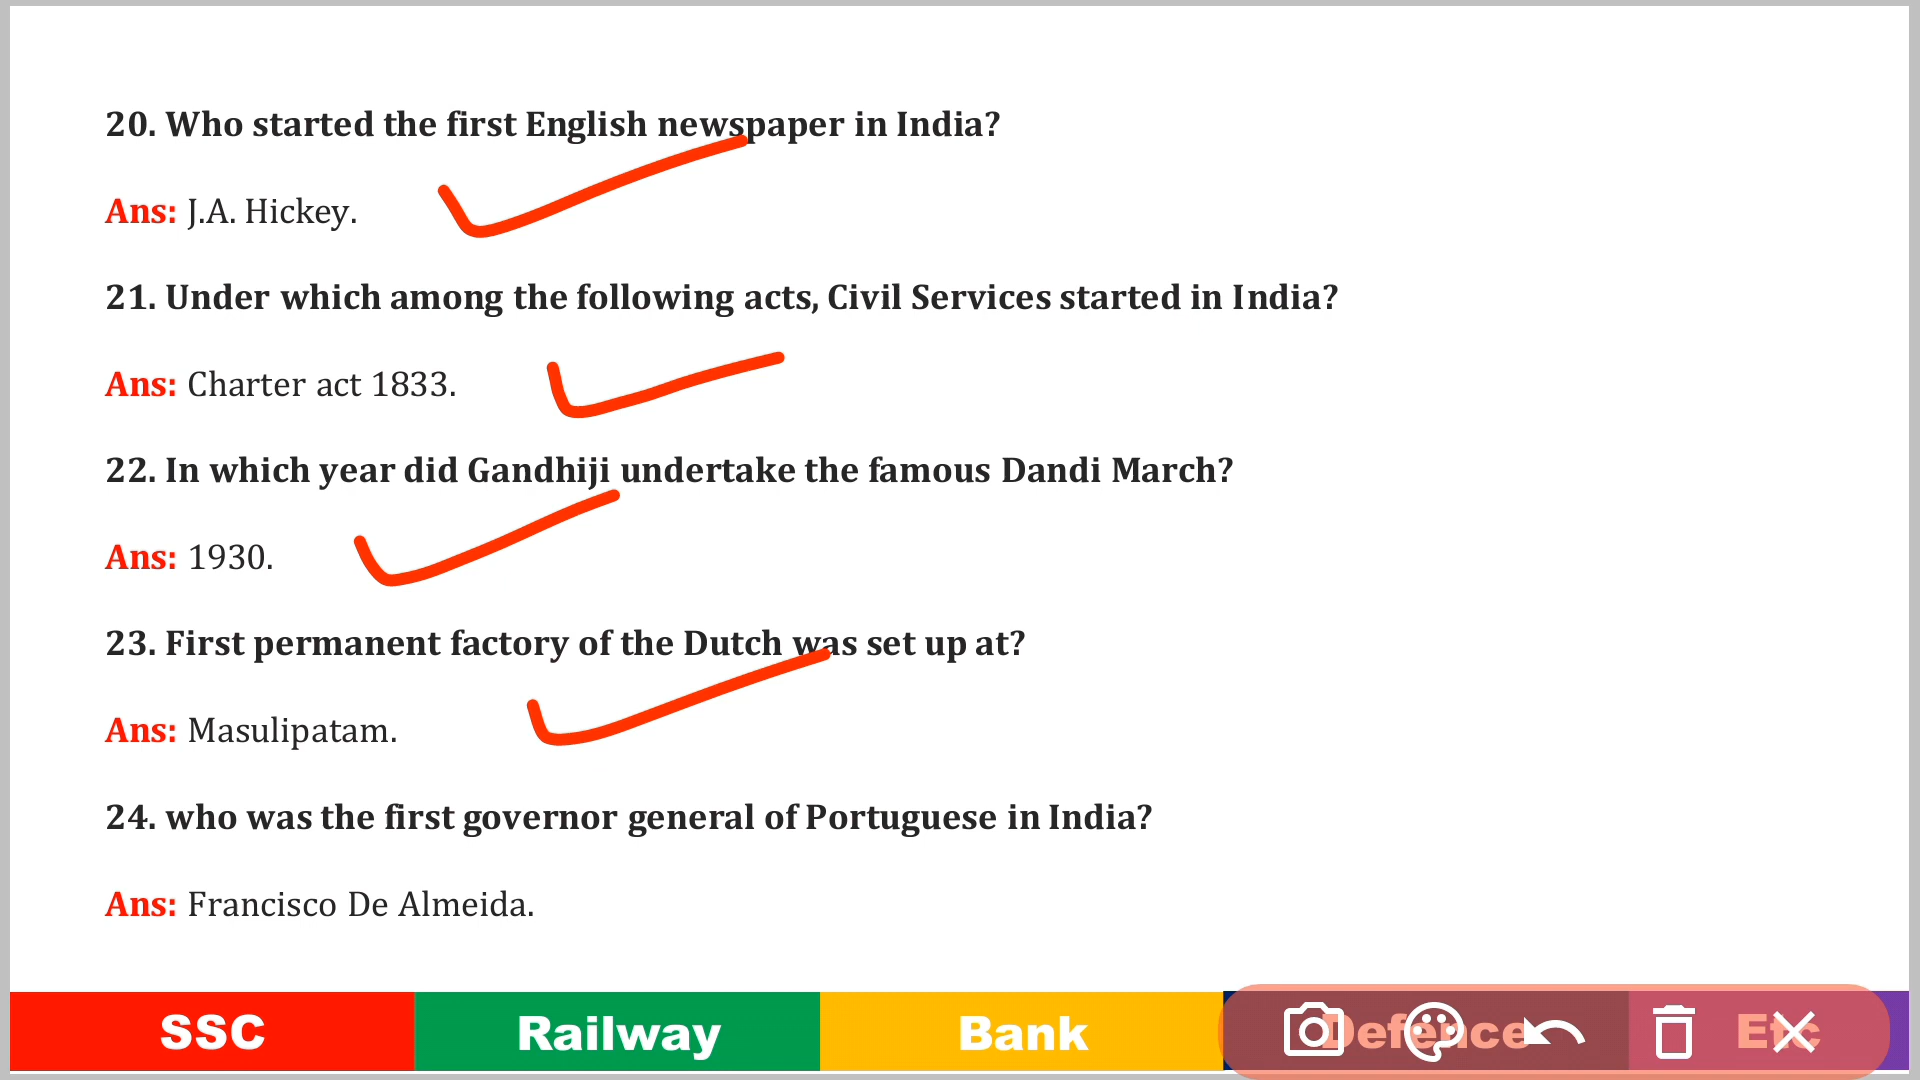 20. Who started the first English newspaper in India?
Ans: J.A. Hickey.
21. Under which among the following acts, Civil Services started in India?
Ans: Charter act 1833.
22. In which year did Gandhiji undertake the famous Dandi March?
Ans: 1930.
23. First permanent factory of the Dutch was set up at?
Ans: Masulipatam.
24. who was the first governor general of Portuguese in India?
Ans: Francisco De Almeida.
SSC Railway Bank Defence Etc